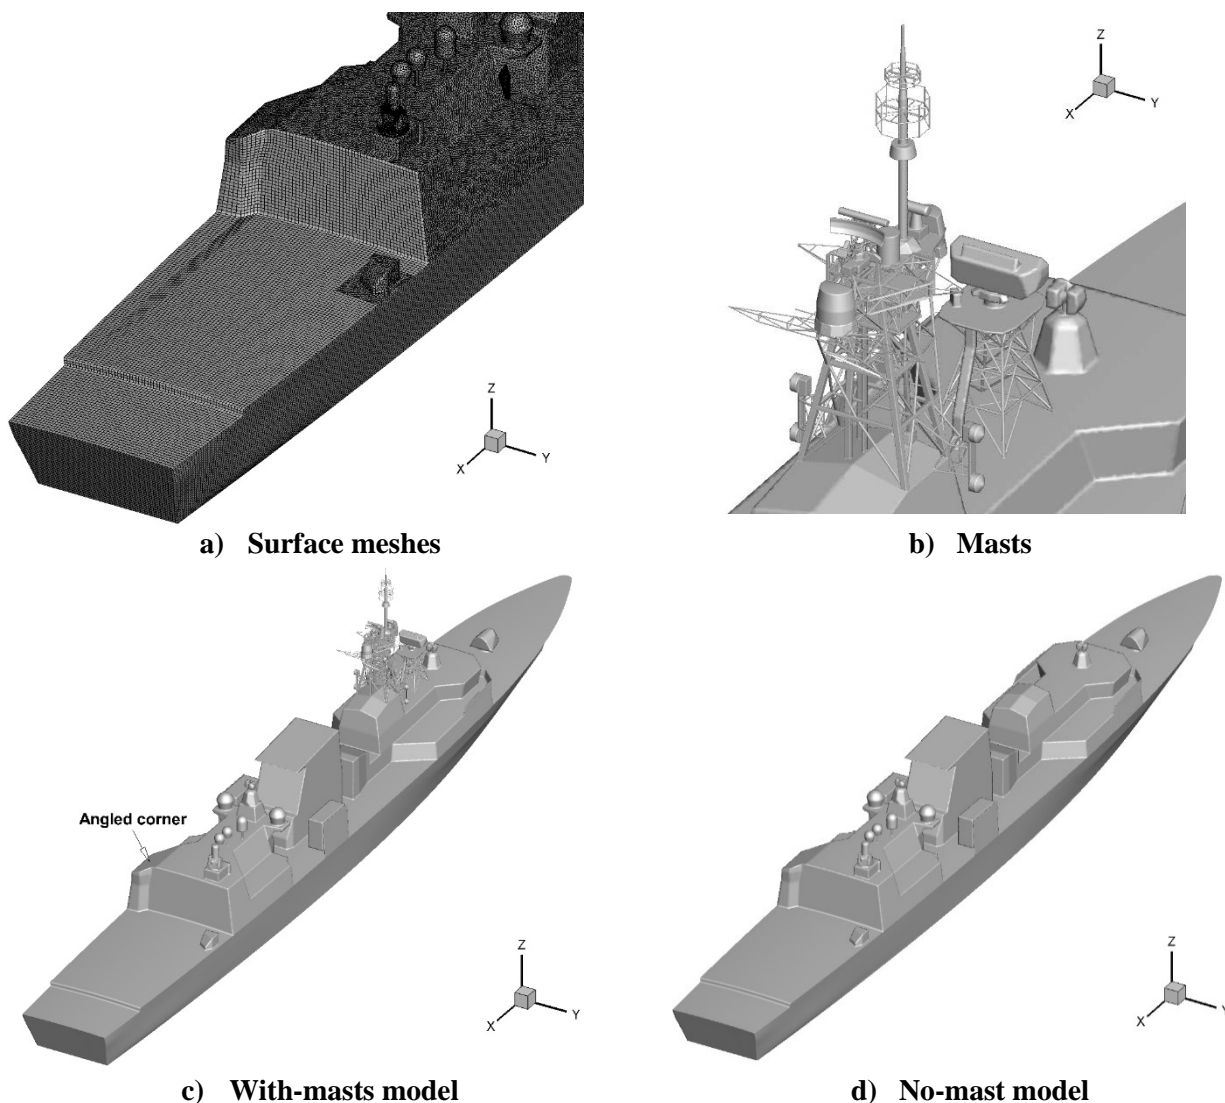 Z
X
Y
Z
X
Y
a) Surface meshes
b) Masts
Angled corner
Z
X
Y
Z
X
Y
c) With-masts model
d) No-mast model